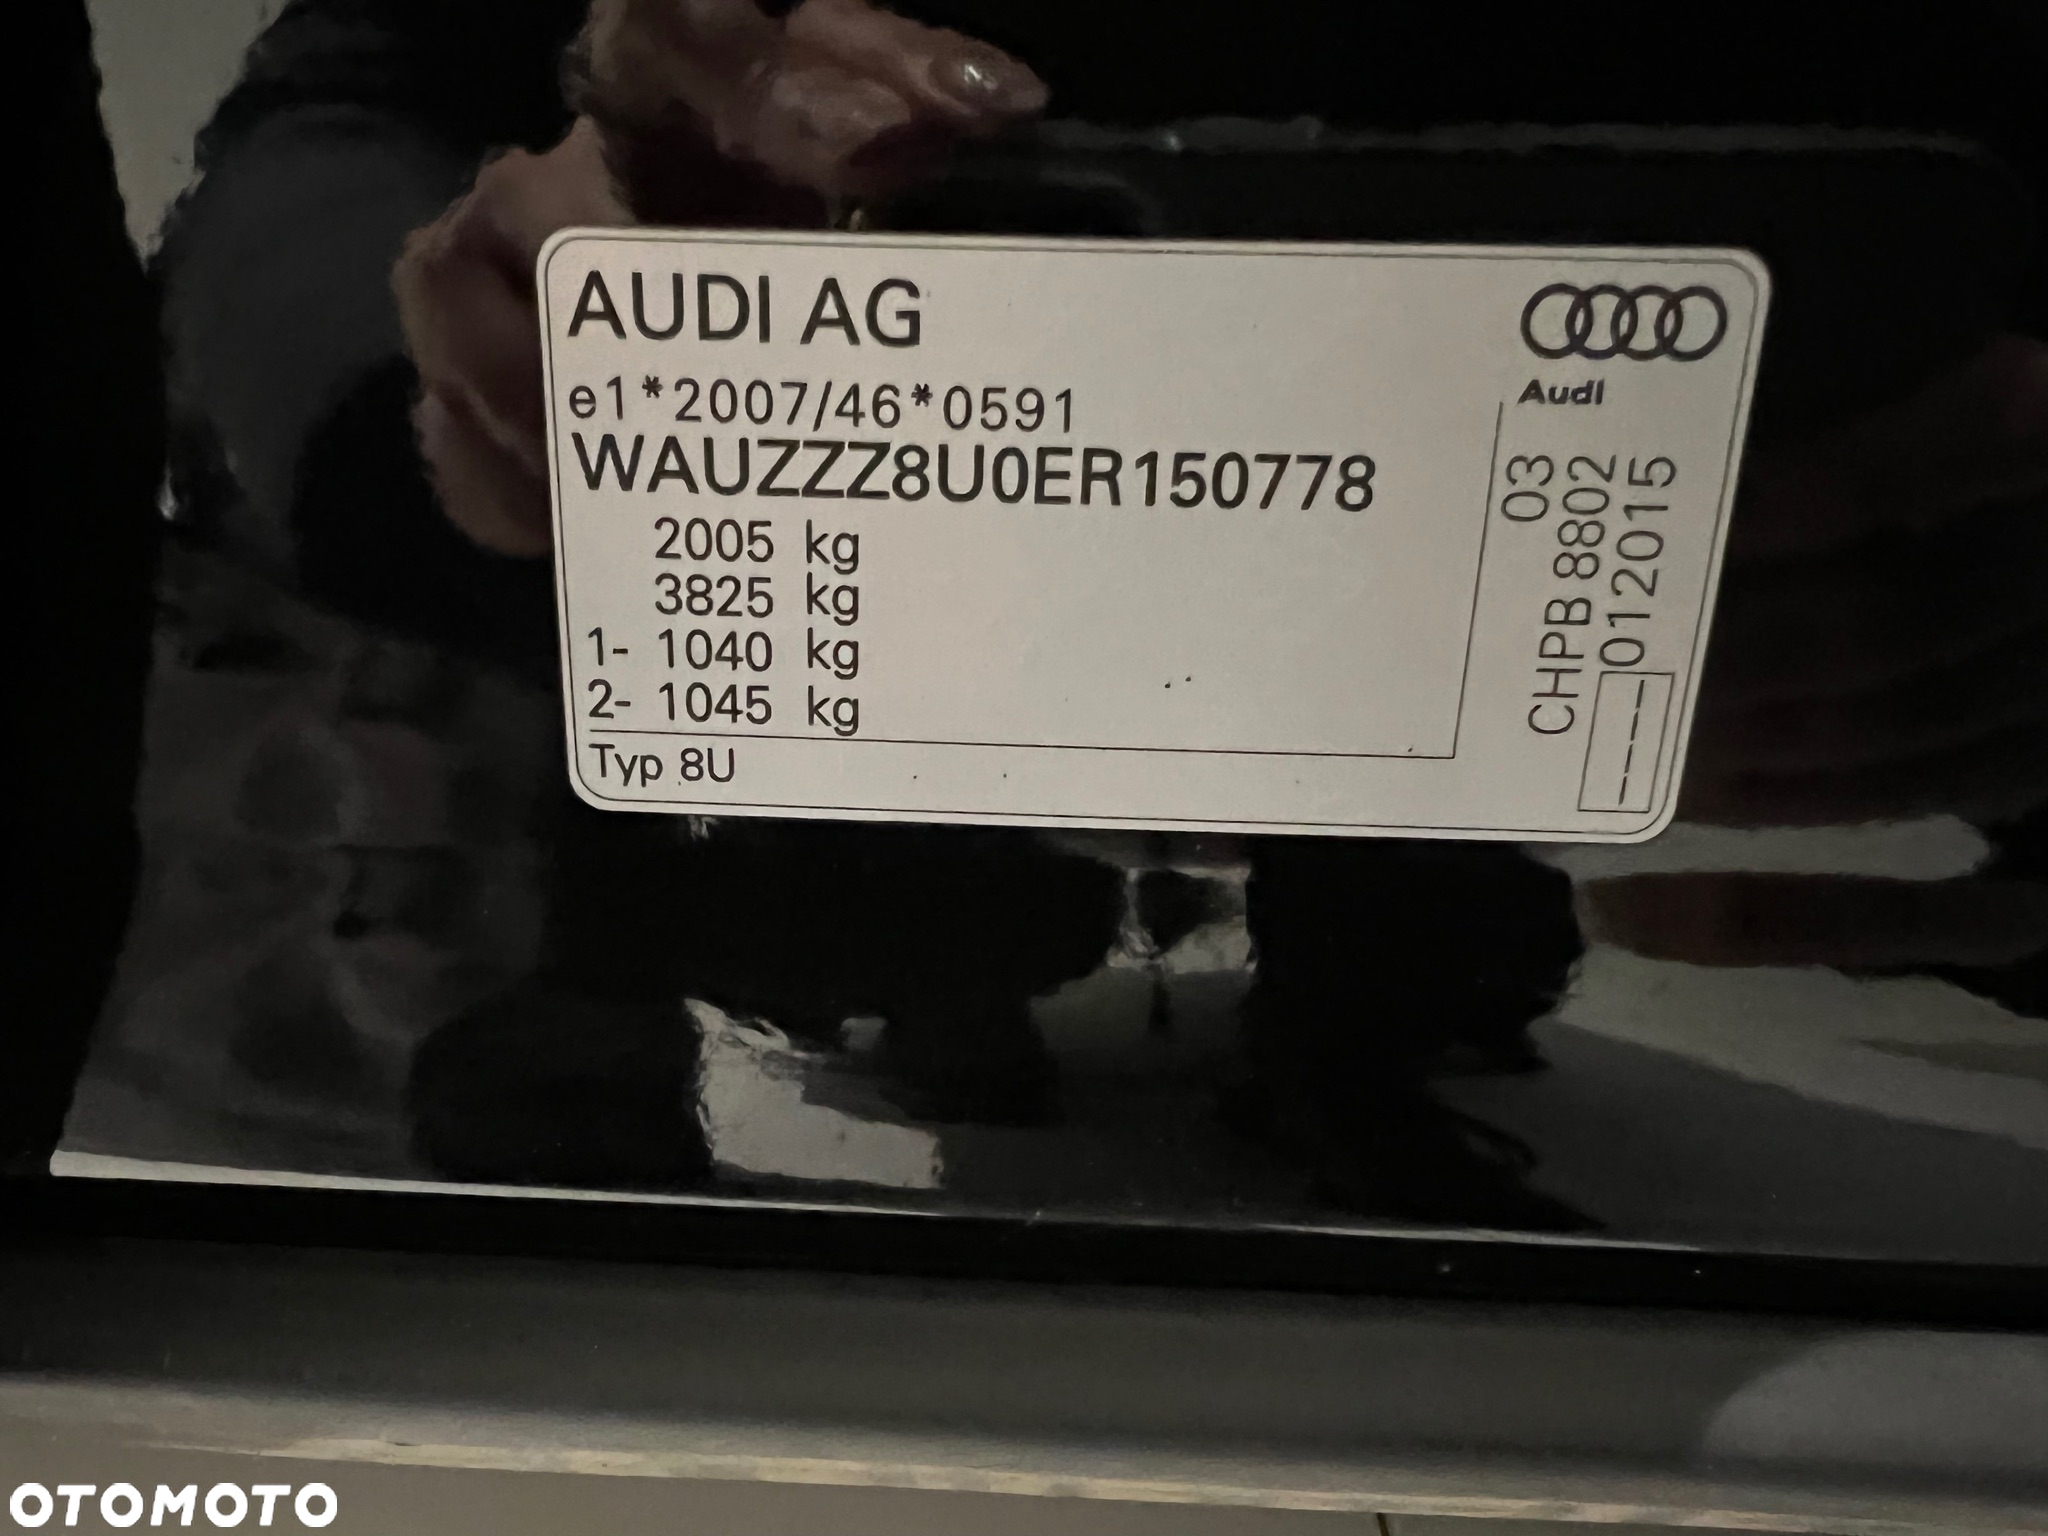 AUDI AG
e1*2007/46*0591
WAUZZZ8U0ER150778
2005 kg
3825 kg
1- 1040 kg
2- 1045 kg
Typ 8U
Audi
03
CHPB 8802
----- 0122015
OTOMOTO